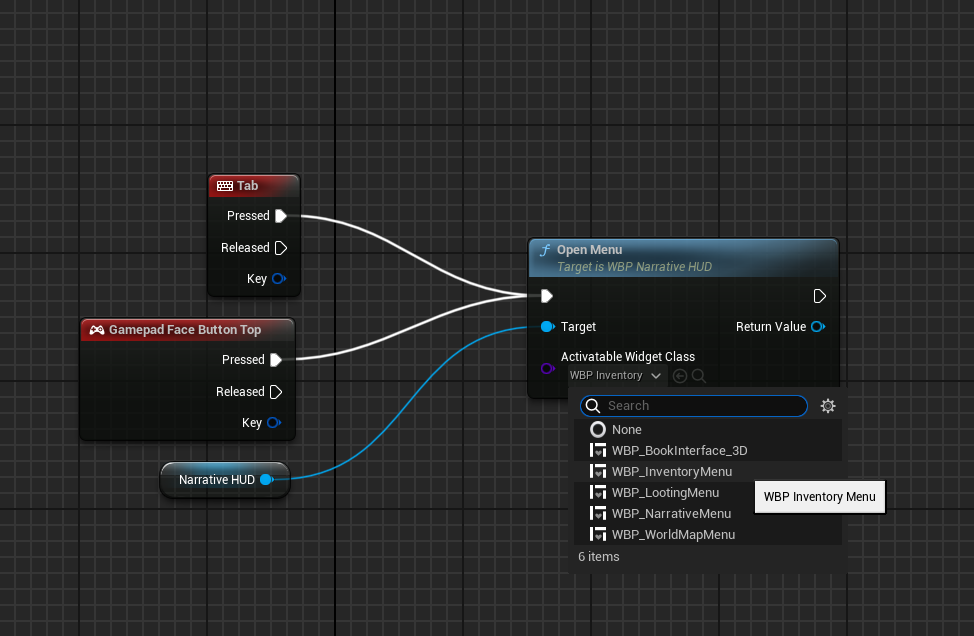 Tab
Pressed
Released
Key
Gamepad Face Button Top
Pressed
Released
Key
Narrative HUD
f Open Menu
Target is WBP Narrative HUD
Target
Return Value
Activatable Widget Class
WBP Inventory
Search
None
WBP_BookInterface_3D
WBP_InventoryMenu
WBP_LootingMenu
WBP_NarrativeMenu
WBP_WorldMapMenu
6 items
WBP Inventory Menu